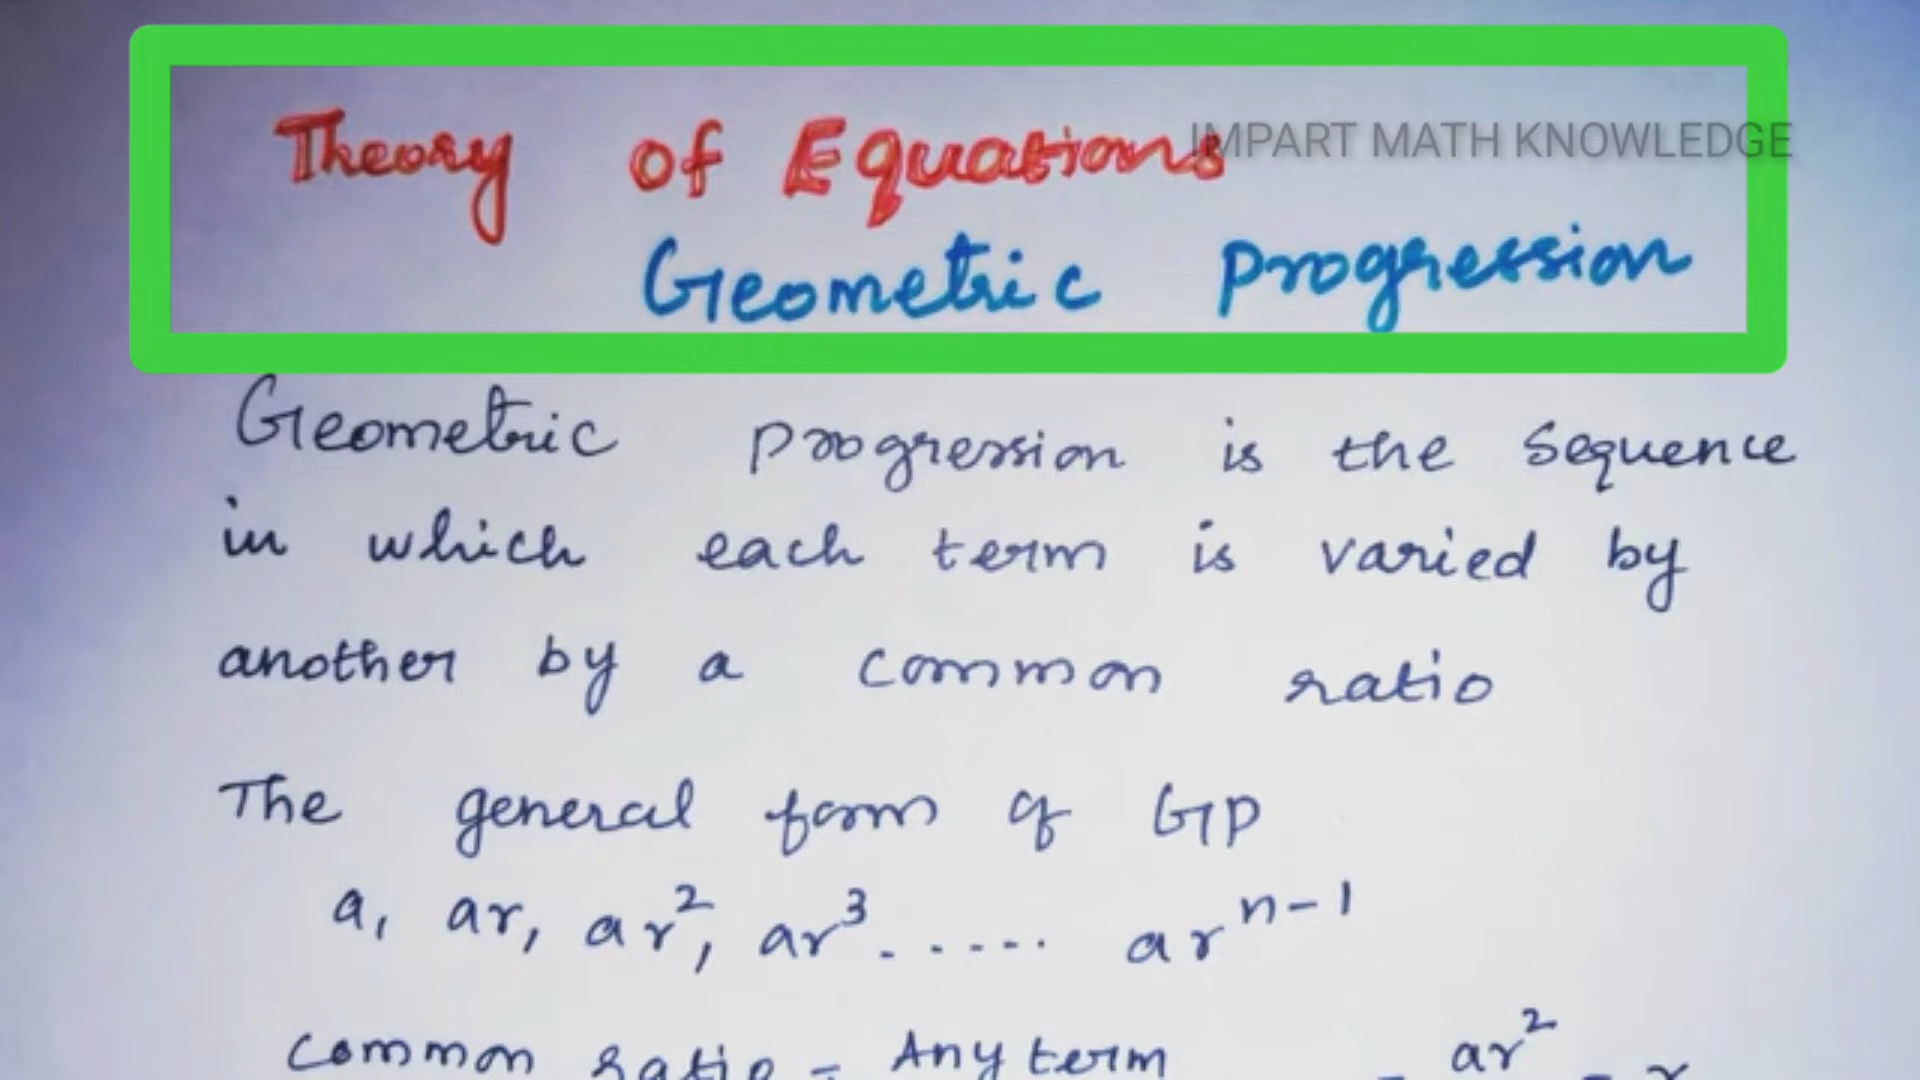 Theory of Equations
IMPART MATH KNOWLEDGE
Geometric progression
Geometric progression is the sequence
in which each term is varied by
another by a common ratio
The general form of GP
a, ar, ar², ar³ ...... arⁿ⁻¹
common ratio = Any term = ar² = r